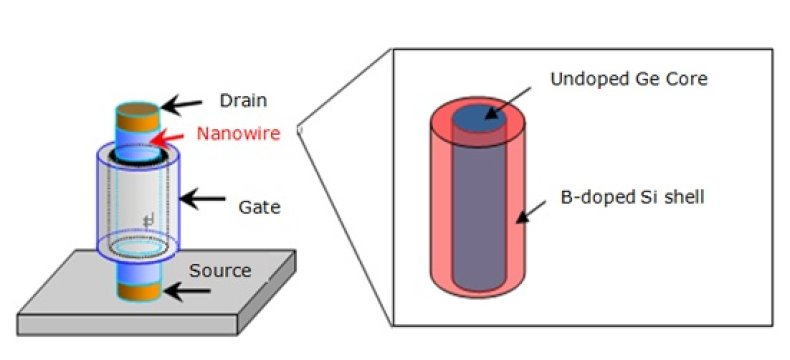 Drain
Nanowire
Gate
Source
Undoped Ge Core
B-doped Si shell